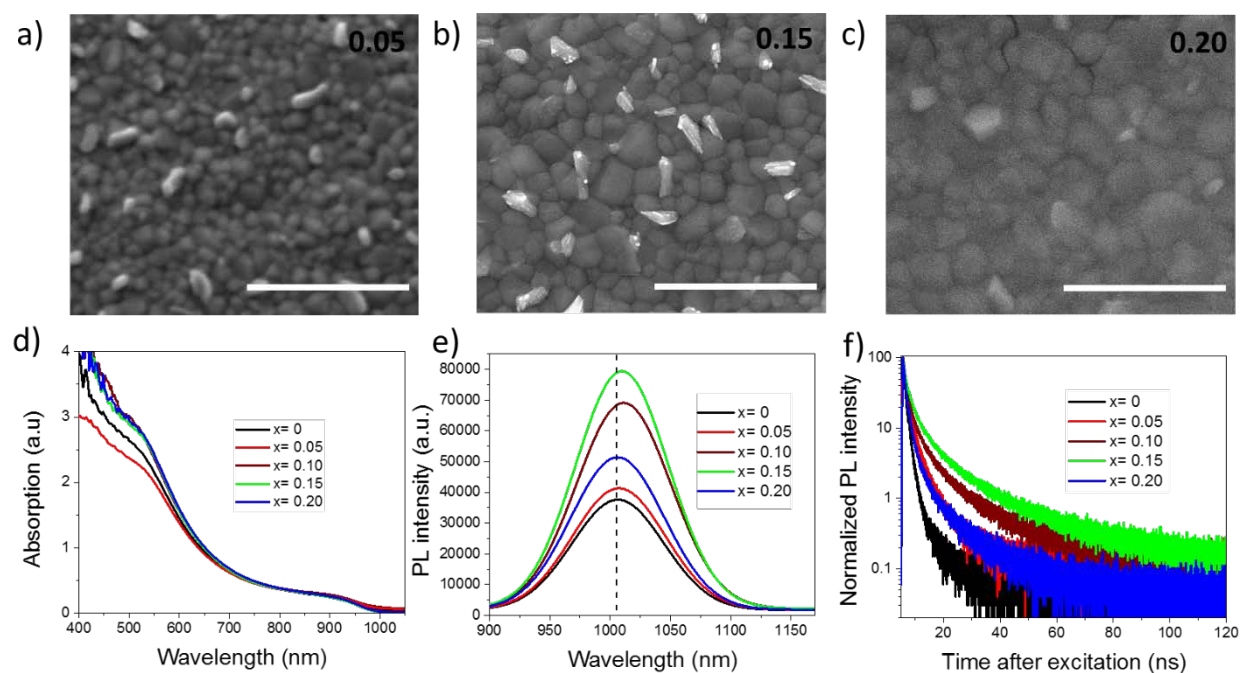 a)
0.05
b)
0.15
c)
0.20
d)
4
3
2
1
0
400 500 600 700 800 900 1000
Absorption (a.u)
Wavelength (nm)
x= 0
x= 0.05
x= 0.10
x= 0.15
x= 0.20
e)
80000
70000
60000
50000
40000
30000
20000
10000
0
900 950 1000 1050 1100 1150
PL intensity (a.u.)
Wavelength (nm)
x= 0
x= 0.05
x= 0.10
x= 0.15
x= 0.20
f)
100
10
1
0.1
20 40 60 80 100 120
Normalized PL intensity
Time after excitation (ns)
x= 0
x= 0.05
x= 0.10
x= 0.15
x= 0.20